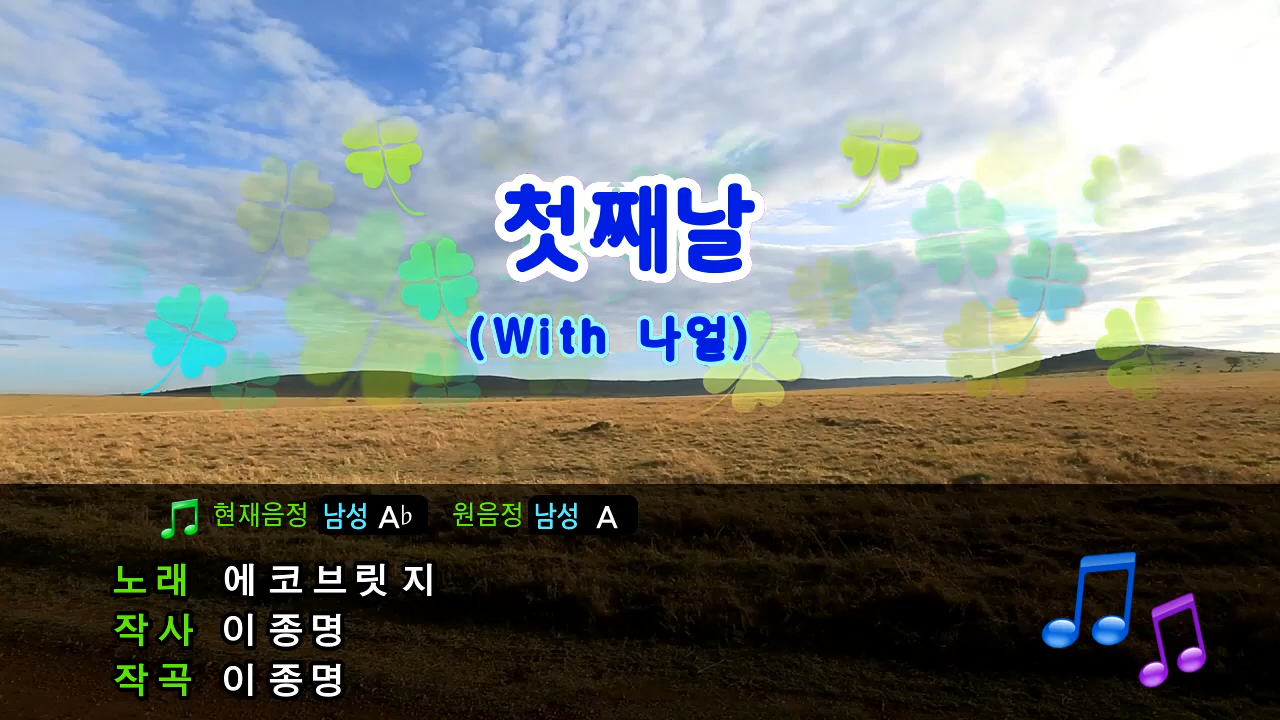 첫째날
(With 나얼)
현재음정 남성 A♭ 원음정 남성 A
노래 에코브릿지
작사 이종명
작곡 이종명